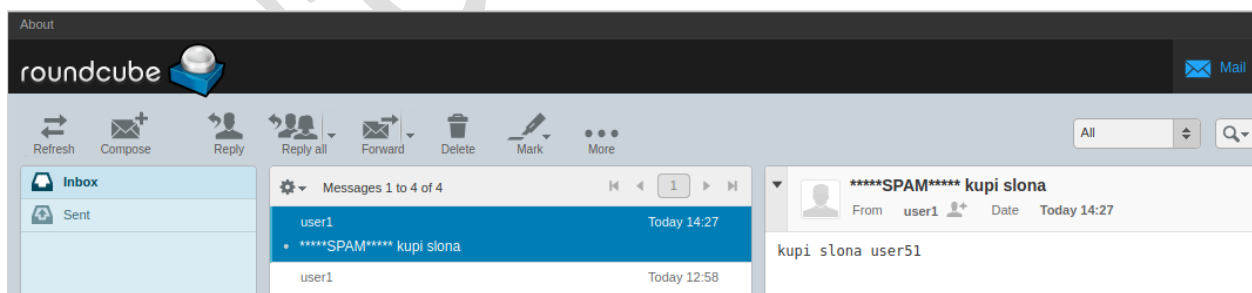 About
roundcube
Mail
Refresh Compose Reply Reply all Forward Delete Mark More
All
Inbox
Sent
Messages 1 to 4 of 4
1
user1 Today 14:27
*****SPAM***** kupi slona
user1 Today 12:58
*****SPAM***** kupi slona
From user1 Date Today 14:27
kupi slona user51